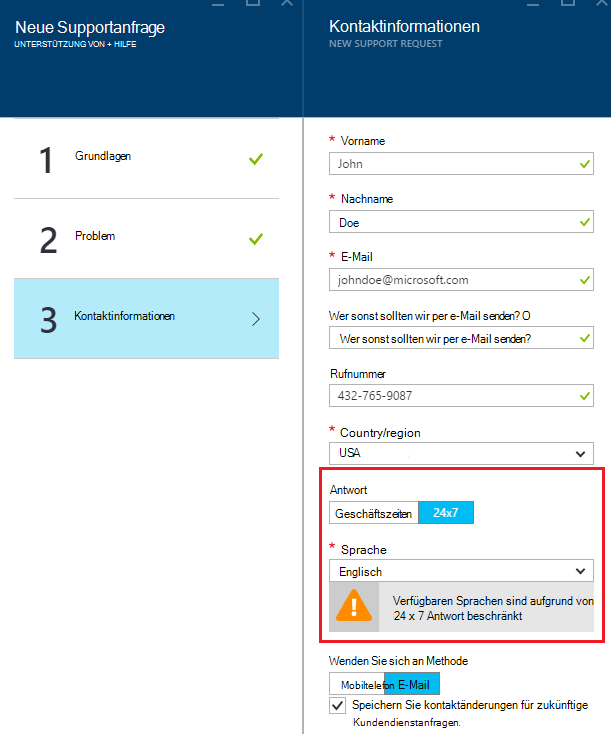 Neue Supportanfrage
UNTERSTÜTZUNG VON + HILFE
1
Grundlagen
2
Problem
3
Kontaktinformationen
Kontaktinformationen
NEW SUPPORT REQUEST
* Vorname
John
* Nachname
Doe
* E-Mail
johndoe@microsoft.com
Wer sonst sollten wir per e-Mail senden? O
Wer sonst sollten wir per e-Mail senden?
Rufnummer
432-765-9087
* Country/region
USA
Antwort
Geschäftszeiten 24x7
* Sprache
Englisch
Verfügbaren Sprachen sind aufgrund von
24 x 7 Antwort beschränkt
Wenden Sie sich an Methode
Mobiltelefon E-Mail
Speichern Sie kontaktänderungen für zukünftige
Kundendienstanfragen.